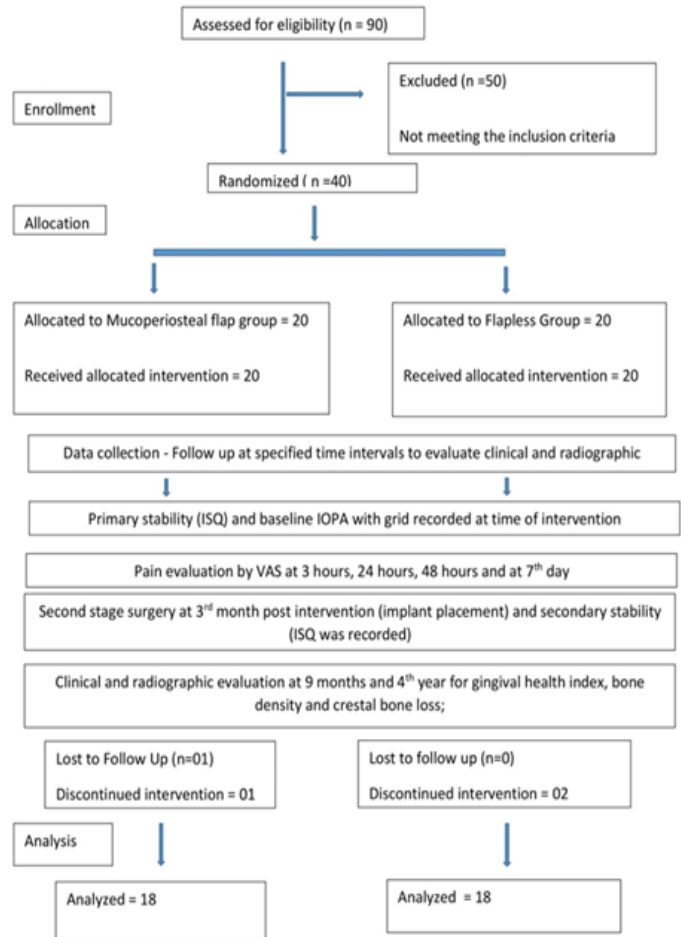 Assessed for eligibility (n = 90)
Excluded (n =50)
Not meeting the inclusion criteria
Enrollment
Randomized ( n =40)
Allocation
Allocated to Mucoperiosteal flap group = 20
Received allocated intervention = 20
Allocated to Flapless Group = 20
Received allocated intervention = 20
Data collection - Follow up at specified time intervals to evaluate clinical and radiographic
Primary stability (ISQ) and baseline IOPA with grid recorded at time of intervention
Pain evaluation by VAS at 3 hours, 24 hours, 48 hours and at 7th day
Second stage surgery at 3rd month post intervention (implant placement) and secondary stability
(ISQ was recorded)
Clinical and radiographic evaluation at 9 months and 4th year for gingival health index, bone
density and crestal bone loss;
Lost to Follow Up (n=01)
Discontinued intervention = 01
Lost to follow up (n=0)
Discontinued intervention = 02
Analysis
Analyzed = 18
Analyzed = 18